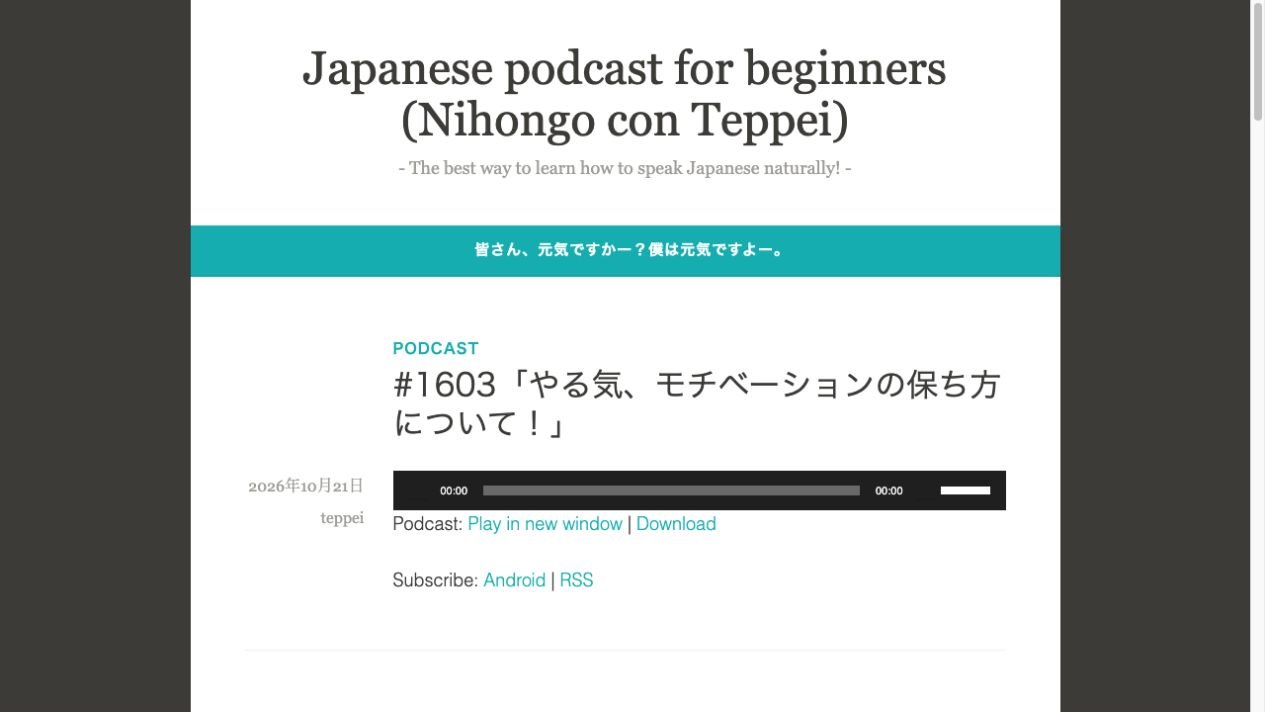 Japanese podcast for beginners
(Nihongo con Teppei)
- The best way to learn how to speak Japanese naturally! -
皆さん、元気ですかー？僕は元気ですよー。
PODCAST
#1603「やる気、モチベーションの保ち方
について！」
2026年10月21日
teppei
00:00 00:00
Podcast: Play in new window | Download
Subscribe: Android | RSS